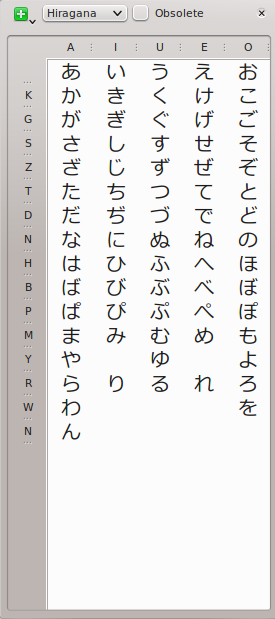 Hiragana Obsolete
A I U E O
あ い う え お
K か き く け こ
G が ぎ ぐ げ ご
S さ し す せ そ
Z ざ じ ず ぜ ぞ
T た ち つ て と
D だ ぢ づ で ど
N な に ぬ ね の
H は ひ ふ へ ほ
B ば び ぶ べ ぼ
P ぱ ぴ ぷ ぺ ぽ
M ま み む め も
Y や ゆ よ
R ら り る れ ろ
W わ を
N ん